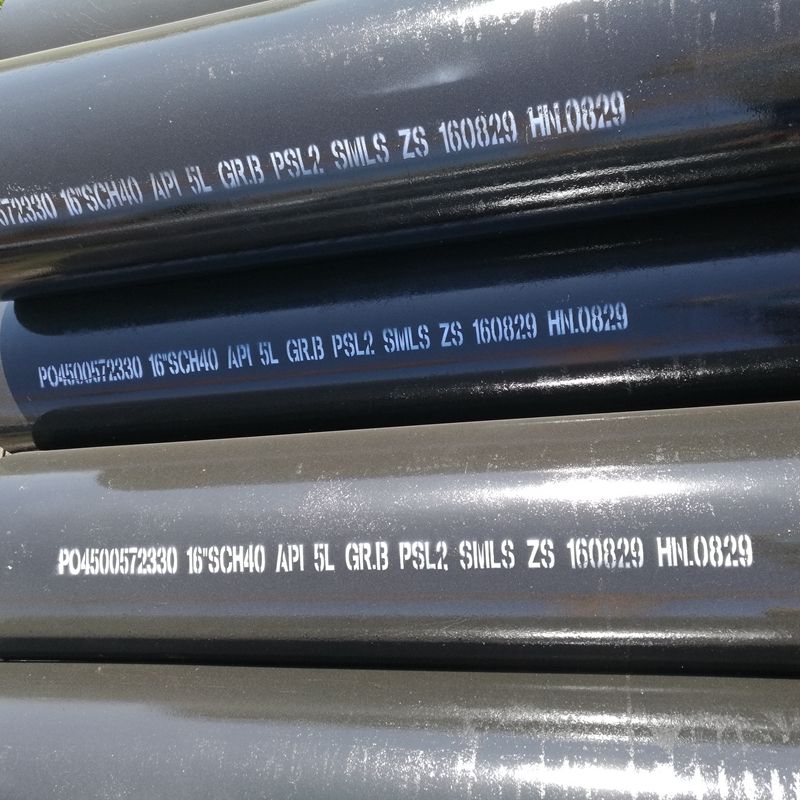 572330 16"SCH40 API 5L GR.B PSL2 SMLS ZS 160829 HN.0829
PO4500572330 16"SCH40 API 5L GR.B PSL2 SMLS ZS 160829 HN.0829
PO4500572330 16"SCH40 API 5L GR.B PSL2 SMLS ZS 160829 HN.0829